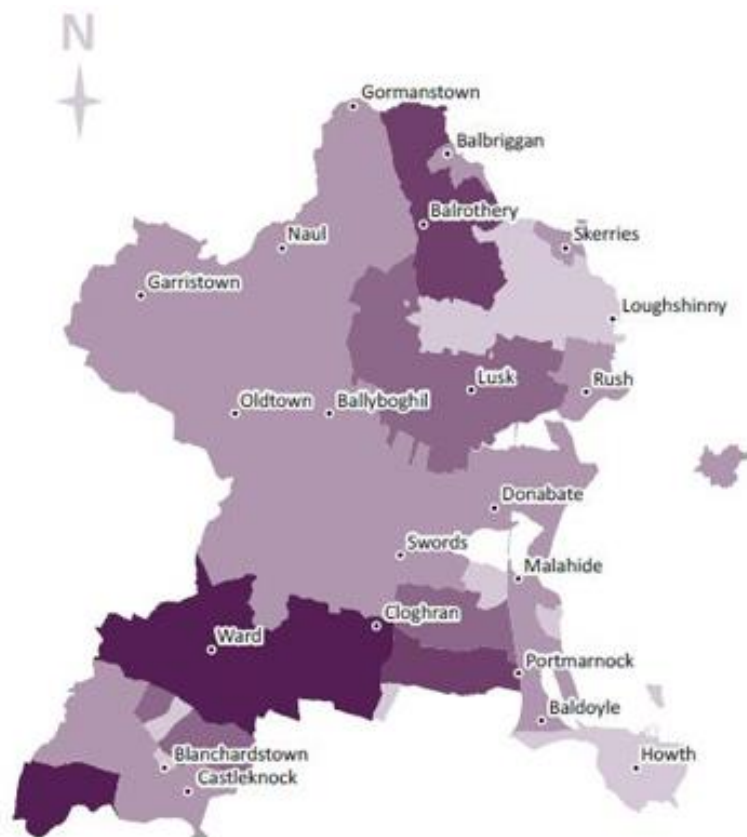 N
Gormanstown
Balbriggan
Balrothery
Naul
Skerries
Garristown
Loughshinny
Lusk
Rush
Oldtown
Ballyboghil
Donabate
Swords
Malahide
Cloghran
Ward
Portmarnock
Baldoyle
Blanchardstown
Howth
Castleknock